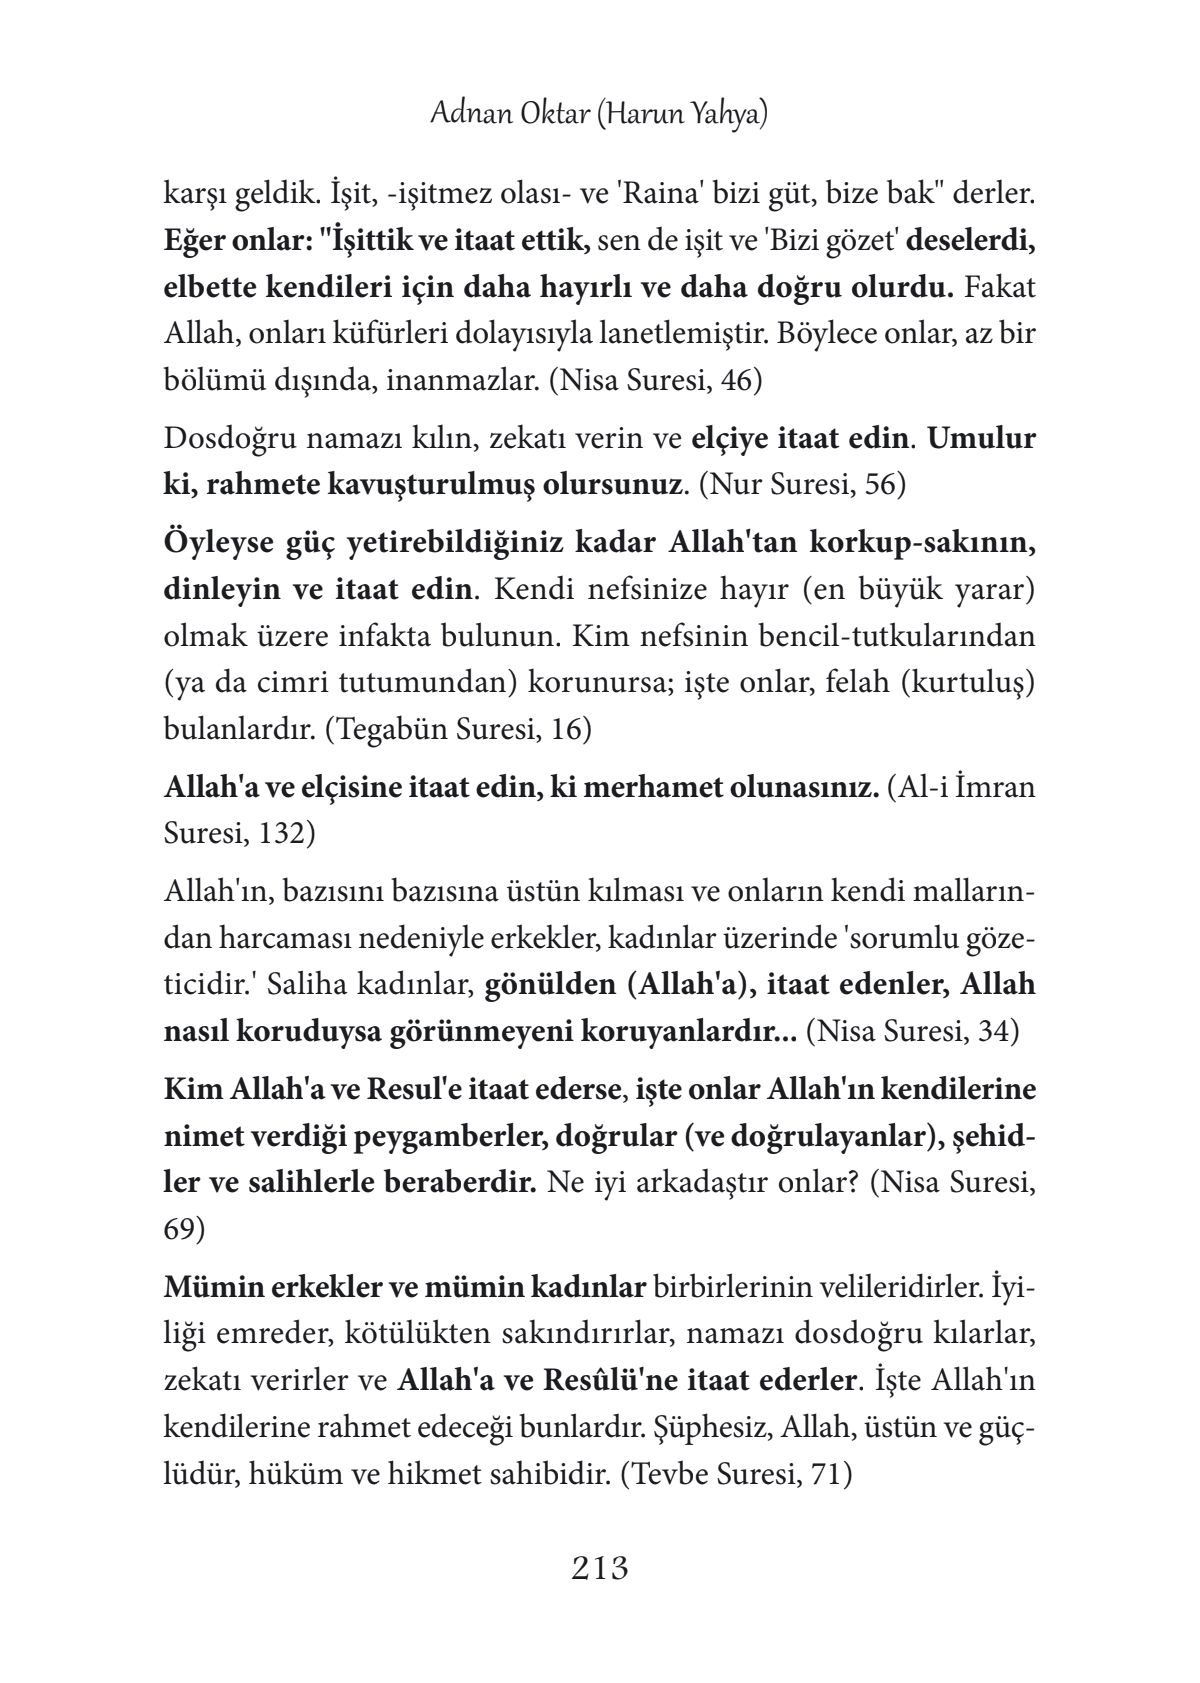 Adnan Oktar (Harun Yahya)
karşı geldik. İşit, -işitmez olası- ve 'Raina' bizi güt, bize bak" derler.
Eğer onlar: "İşittik ve itaat ettik, sen de işit ve 'Bizi gözet' deselerdi,
elbette kendileri için daha hayırlı ve daha doğru olurdu. Fakat
Allah, onları küfürleri dolayısıyla lanetlemiştir. Böylece onlar, az bir
bölümü dışında, inanmazlar. (Nisa Suresi, 46)
Dosdoğru namazı kılın, zekatı verin ve elçiye itaat edin. Umulur
ki, rahmete kavuşturulmuş olursunuz. (Nur Suresi, 56)
Öyleyse güç yetirebildiğiniz kadar Allah'tan korkup-sakının,
dinleyin ve itaat edin. Kendi nefsinize hayır (en büyük yarar)
olmak üzere infakta bulunun. Kim nefsinin bencil-tutkularından
(ya da cimri tutumundan) korunursa; işte onlar, felah (kurtuluş)
bulanlardır. (Tegabün Suresi, 16)
Allah'a ve elçisine itaat edin, ki merhamet olunasınız. (Al-i İmran
Suresi, 132)
Allah'ın, bazısını bazısına üstün kılması ve onların kendi malların-
dan harcaması nedeniyle erkekler, kadınlar üzerinde 'sorumlu göze-
ticidir.' Saliha kadınlar, gönülden (Allah'a), itaat edenler, Allah
nasıl koruduysa görünmeyeni koruyanlardır... (Nisa Suresi, 34)
Kim Allah'a ve Resul'e itaat ederse, işte onlar Allah'ın kendilerine
nimet verdiği peygamberler, doğrular (ve doğrulayanlar), şehid-
ler ve salihlerle beraberdir. Ne iyi arkadaştır onlar? (Nisa Suresi,
69)
Mümin erkekler ve mümin kadınlar birbirlerinin velileridirler. İyi-
liği emreder, kötülükten sakındırırlar, namazı dosdoğru kılarlar,
zekatı verirler ve Allah'a ve Resûlü'ne itaat ederler. İşte Allah'ın
kendilerine rahmet edeceği bunlardır. Şüphesiz, Allah, üstün ve güç-
lüdür, hüküm ve hikmet sahibidir. (Tevbe Suresi, 71)
213